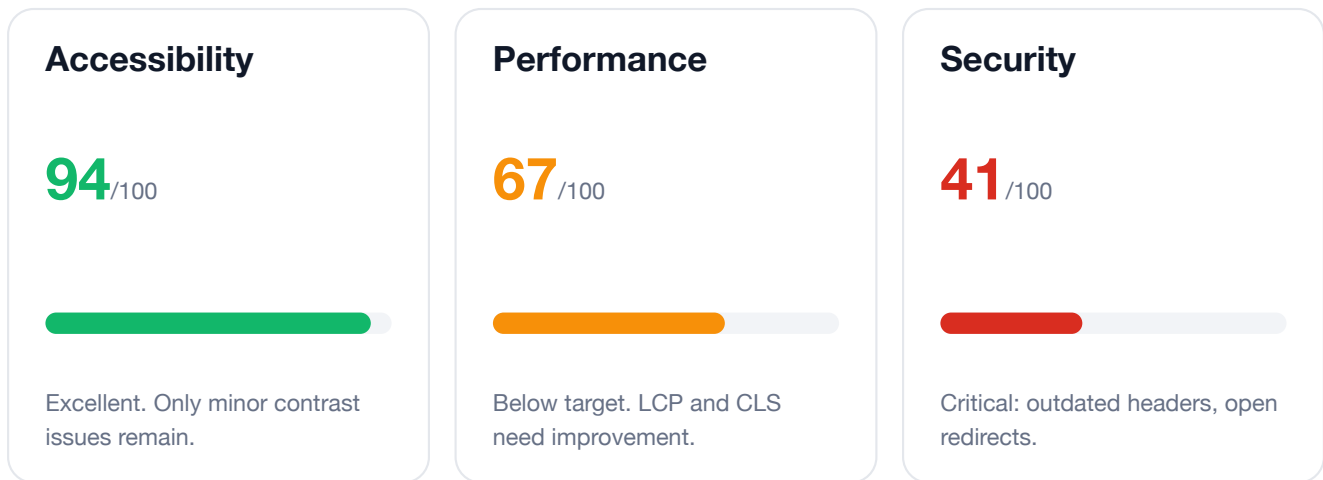 Accessibility
94/100
Excellent. Only minor contrast
issues remain.
Performance
67/100
Below target. LCP and CLS
need improvement.
Security
41/100
Critical: outdated headers, open
redirects.